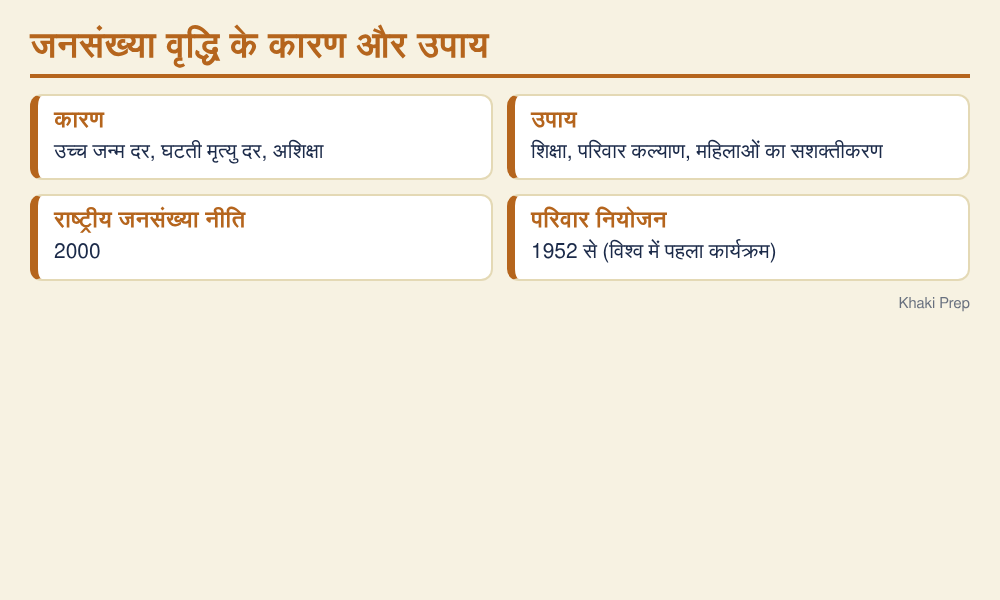 जनसंख्या वृद्धि के कारण और उपाय
कारण
उच्च जन्म दर, घटती मृत्यु दर, अशिक्षा
उपाय
शिक्षा, परिवार कल्याण, महिलाओं का सशक्तीकरण
राष्ट्रीय जनसंख्या नीति
2000
परिवार नियोजन
1952 से (विश्व में पहला कार्यक्रम)
Khaki Prep